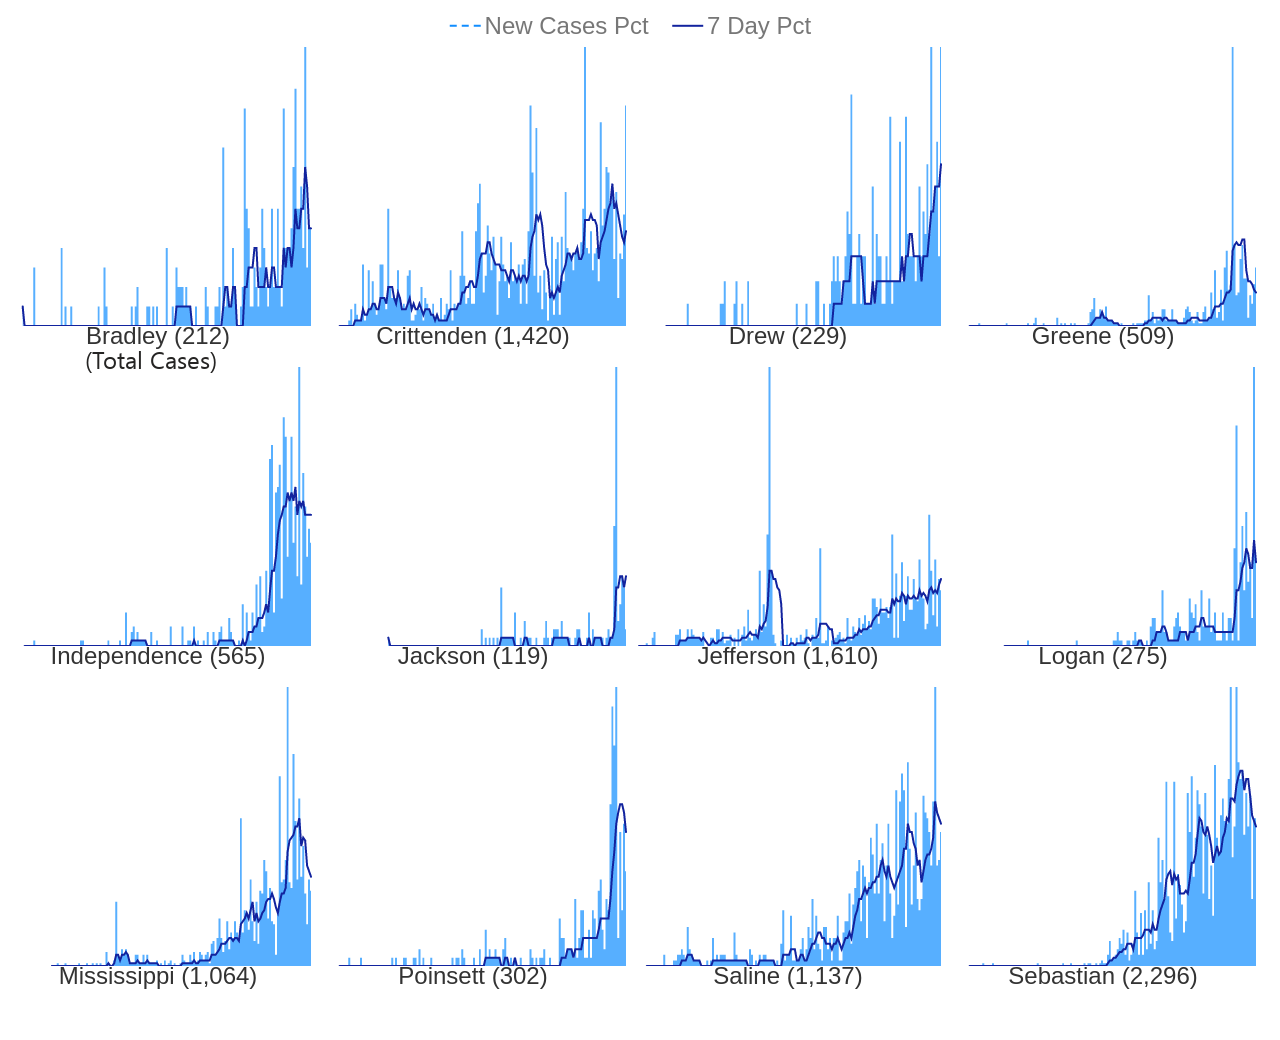 New Cases Pct 7 Day Pct
Bradley (212) Crittenden (1,420) Drew (229) Greene (509)
(Total Cases)
Independence (565) Jackson (119) Jefferson (1,610) Logan (275)
Mississippi (1,064) Poinsett (302) Saline (1,137) Sebastian (2,296)